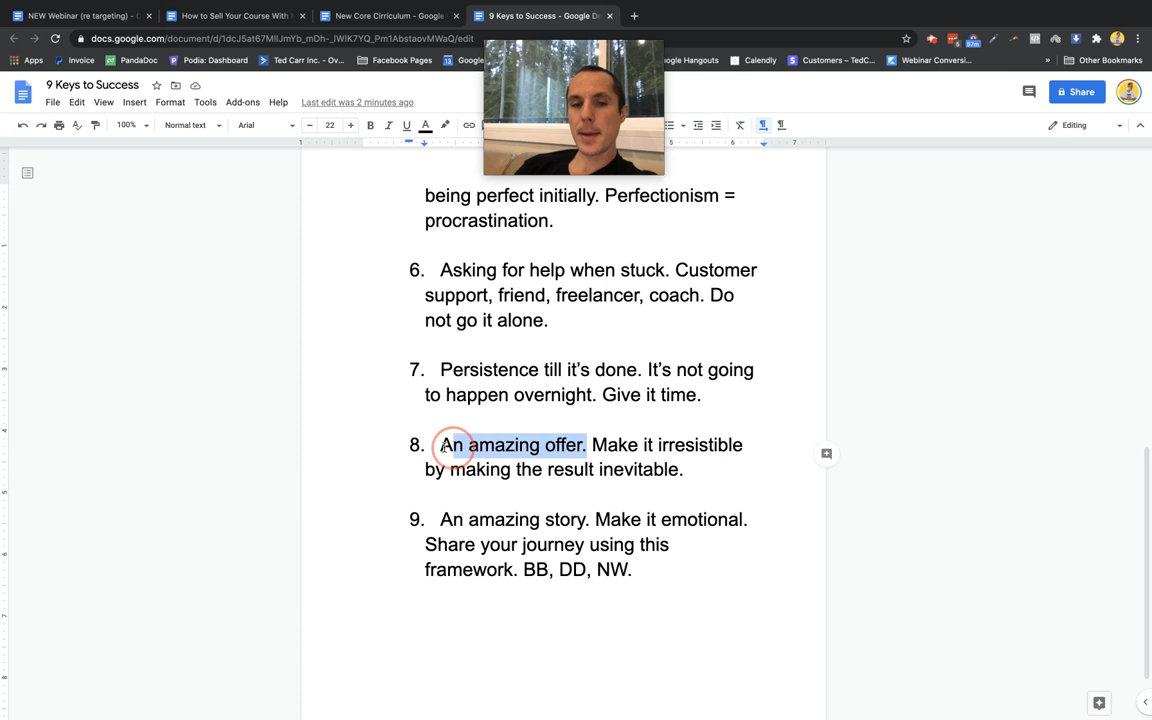 NEW Webinar (re targeting) - G
How to Sell Your Course With
New Core Cirriculum - Google
9 Keys to Success - Google Do
docs.google.com/document/d/1dcJ5at67MlIJmYb_mDh-_lWlK7YQ_Pm1AbstaovMWaQ/edit
Apps
Invoice
PandaDoc
Podia: Dashboard
Ted Carr, Inc. - Ov...
Facebook Pages
Google
ogle Hangouts
Calendly
Customers – TedC...
Webinar Conversi...
»
Other Bookmarks
9 Keys to Success
File Edit View Insert Format Tools Add-ons Help Last edit was 2 minutes ago
Share
100% Normal text Arial 22
Editing
being perfect initially. Perfectionism =
procrastination.
6. Asking for help when stuck. Customer
support, friend, freelancer, coach. Do
not go it alone.
7. Persistence till it's done. It's not going
to happen overnight. Give it time.
8. An amazing offer. Make it irresistible
by making the result inevitable.
9. An amazing story. Make it emotional.
Share your journey using this
framework. BB, DD, NW.